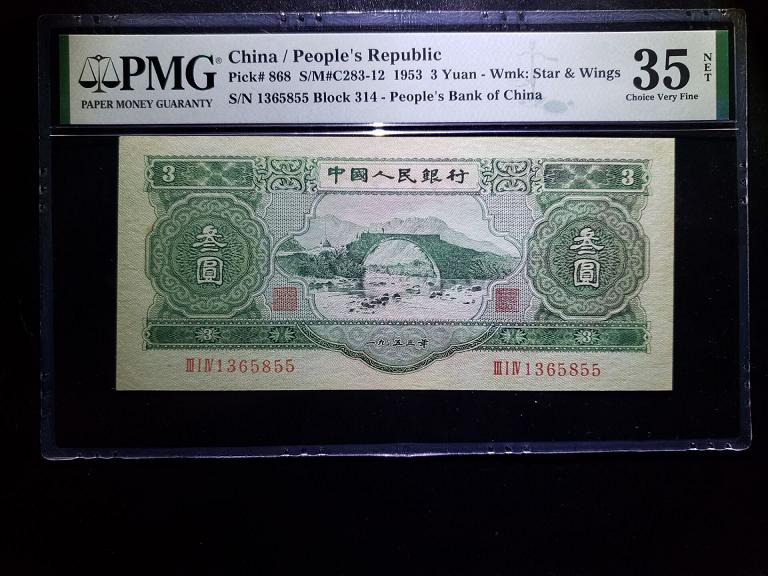 PMG
PAPER MONEY GUARANTY
China / People's Republic
Pick# 868 S/M#C283-12 1953 3 Yuan - Wmk: Star & Wings
S/N 1365855 Block 314 - People's Bank of China
35 NET
Choice Very Fine
3 中國人民銀行 3
叁圓 叁圓
3 一九五三年 3
ⅢⅠⅣ1365855 ⅢⅠⅣ1365855